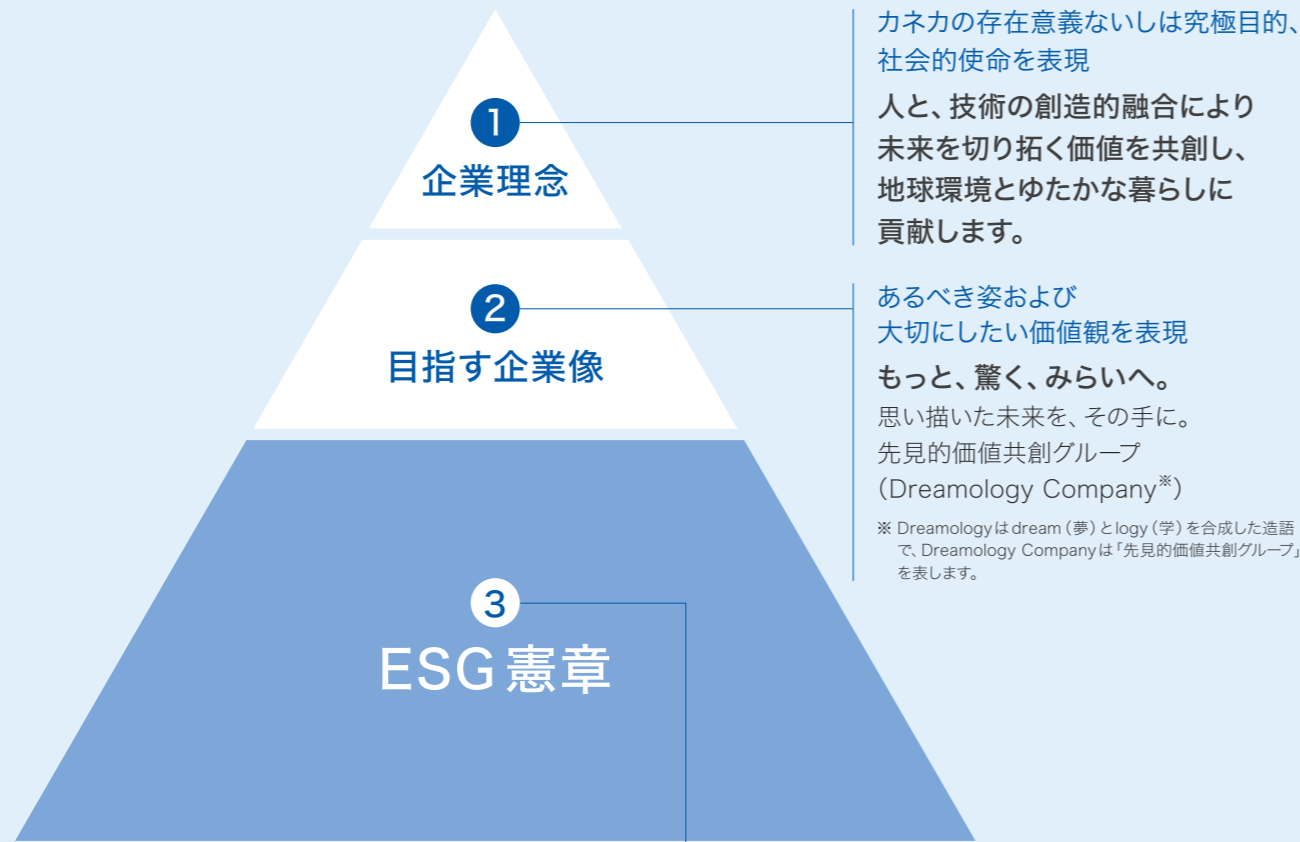 1
企業理念
カネカの存在意義ないしは究極目的、
社会的使命を表現
人と、技術の創造的融合により
未来を切り拓く価値を共創し、
地球環境とゆたかな暮らしに
貢献します。
2
目指す企業像
あるべき姿および
大切にしたい価値観を表現
もっと、驚く、みらいへ。
思い描いた未来を、その手に。
先見的価値共創グループ
（Dreamology Company※）
※ Dreamologyはdream（夢）とlogy（学）を合成した造語
で、Dreamology Companyは「先見的価値共創グループ」
を表します。
3
ESG憲章